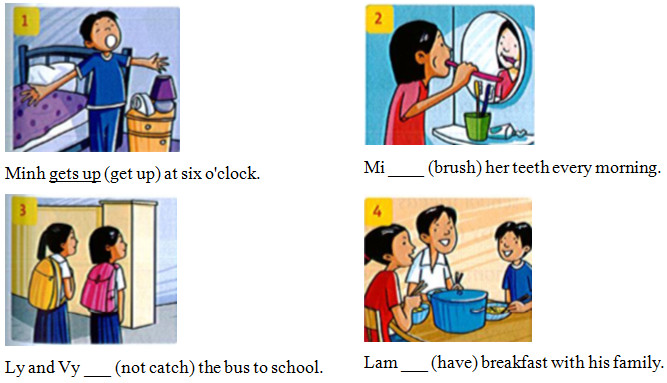 1
Minh gets up (get up) at six o'clock.
2
Mi ____ (brush) her teeth every morning.
3
Ly and Vy ___ (not catch) the bus to school.
4
Lam ___ (have) breakfast with his family.